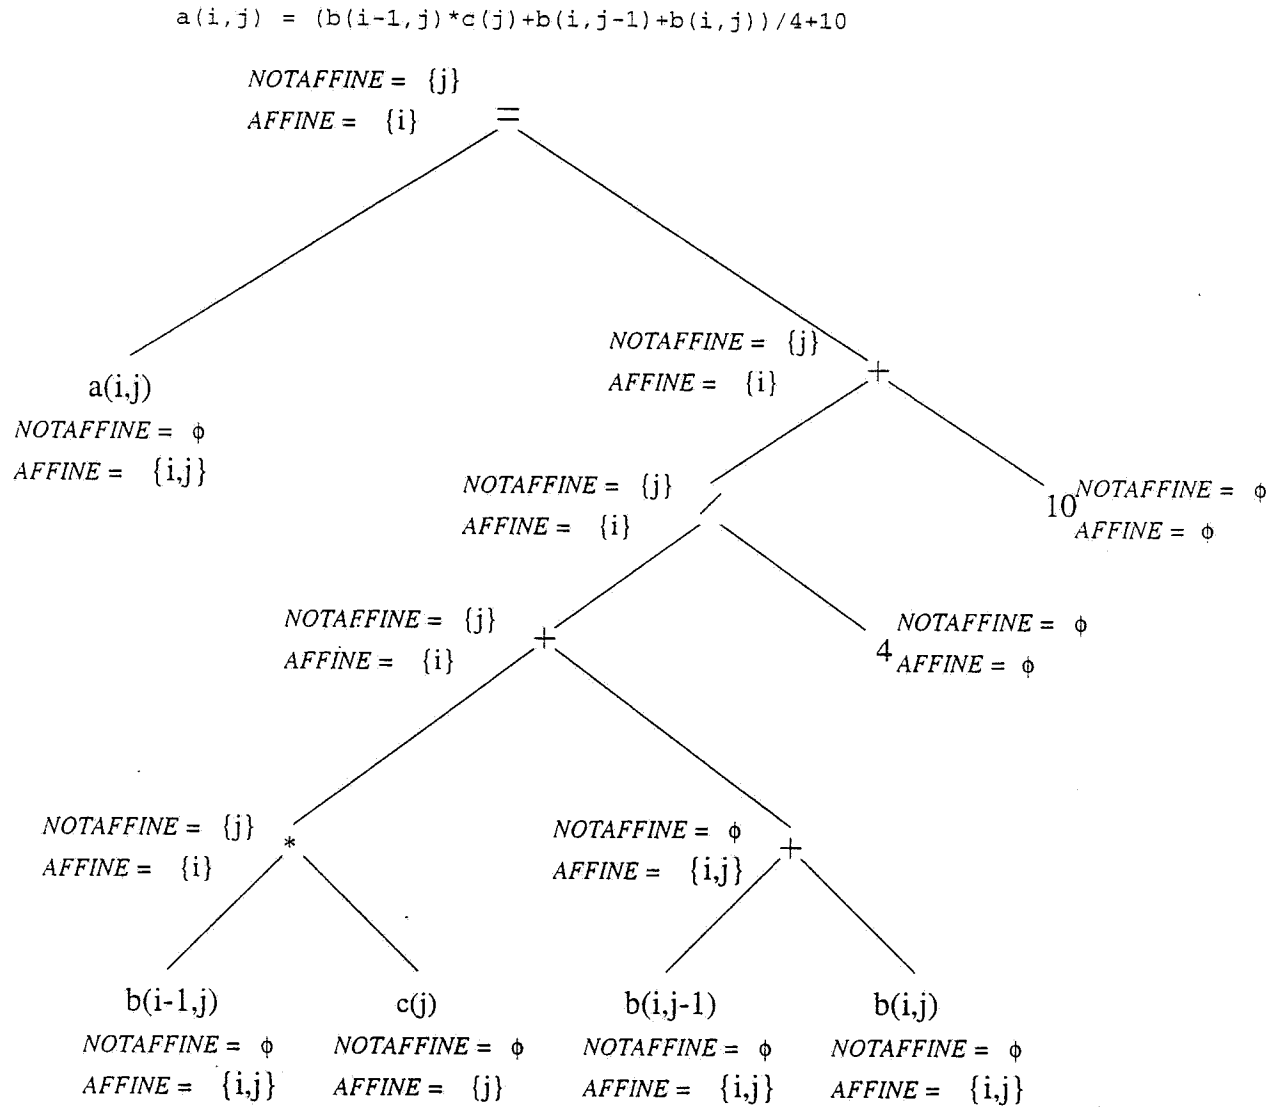 a(i,j) = (b(i-1,j)*c(j)+b(i,j-1)+b(i,j))/4+10
NOTAFFINE = {j}
AFFINE = {i}
=
NOTAFFINE = {j}
AFFINE = {i}
+
a(i,j)
NOTAFFINE = ϕ
AFFINE = {i,j}
NOTAFFINE = {j}
AFFINE = {i}
/
10
NOTAFFINE = ϕ
AFFINE = ϕ
NOTAFFINE = {j}
AFFINE = {i}
+
4
NOTAFFINE = ϕ
AFFINE = ϕ
NOTAFFINE = {j}
AFFINE = {i}
*
NOTAFFINE = ϕ
AFFINE = {i,j}
+
b(i-1,j)
NOTAFFINE = ϕ
AFFINE = {i,j}
c(j)
NOTAFFINE = ϕ
AFFINE = {j}
b(i,j-1)
NOTAFFINE = ϕ
AFFINE = {i,j}
b(i,j)
NOTAFFINE = ϕ
AFFINE = {i,j}